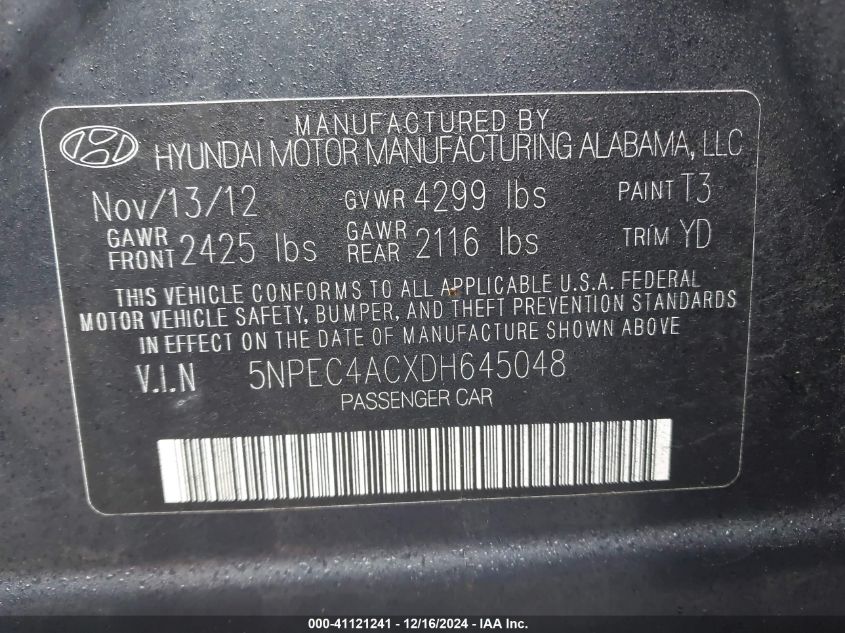 MANUFACTURED BY
HYUNDAI MOTOR MANUFACTURING ALABAMA, LLC
Nov/13/12 GVWR 4299 lbs PAINT T3
GAWR FRONT 2425 lbs GAWR REAR 2116 lbs TRIM YD
THIS VEHICLE CONFORMS TO ALL APPLICABLE U.S.A. FEDERAL
MOTOR VEHICLE SAFETY, BUMPER, AND THEFT PREVENTION STANDARDS
IN EFFECT ON THE DATE OF MANUFACTURE SHOWN ABOVE
V.I.N 5NPEC4ACXDH645048
PASSENGER CAR
000-41121241 - 12/16/2024 - IAA Inc.